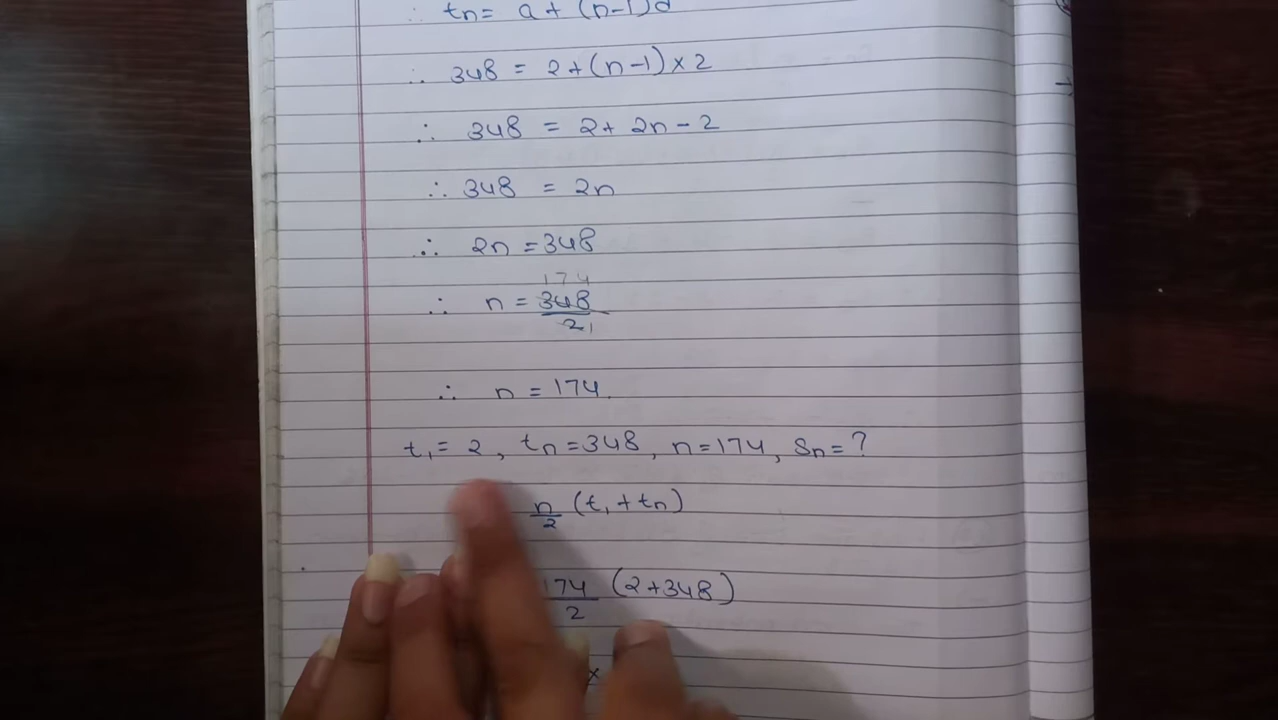 ∴ tn = a + (n-1)d
∴ 348 = 2+(n-1)×2
∴ 348 = 2+ 2n-2
∴ 348 = 2n
∴ 2n = 348
174
∴ n = 348
2 1
∴ n = 174.
t₁ = 2, tn = 348, n = 174, Sn = ?
n/2 (t₁ + tn)
174/2 (2+348)
×